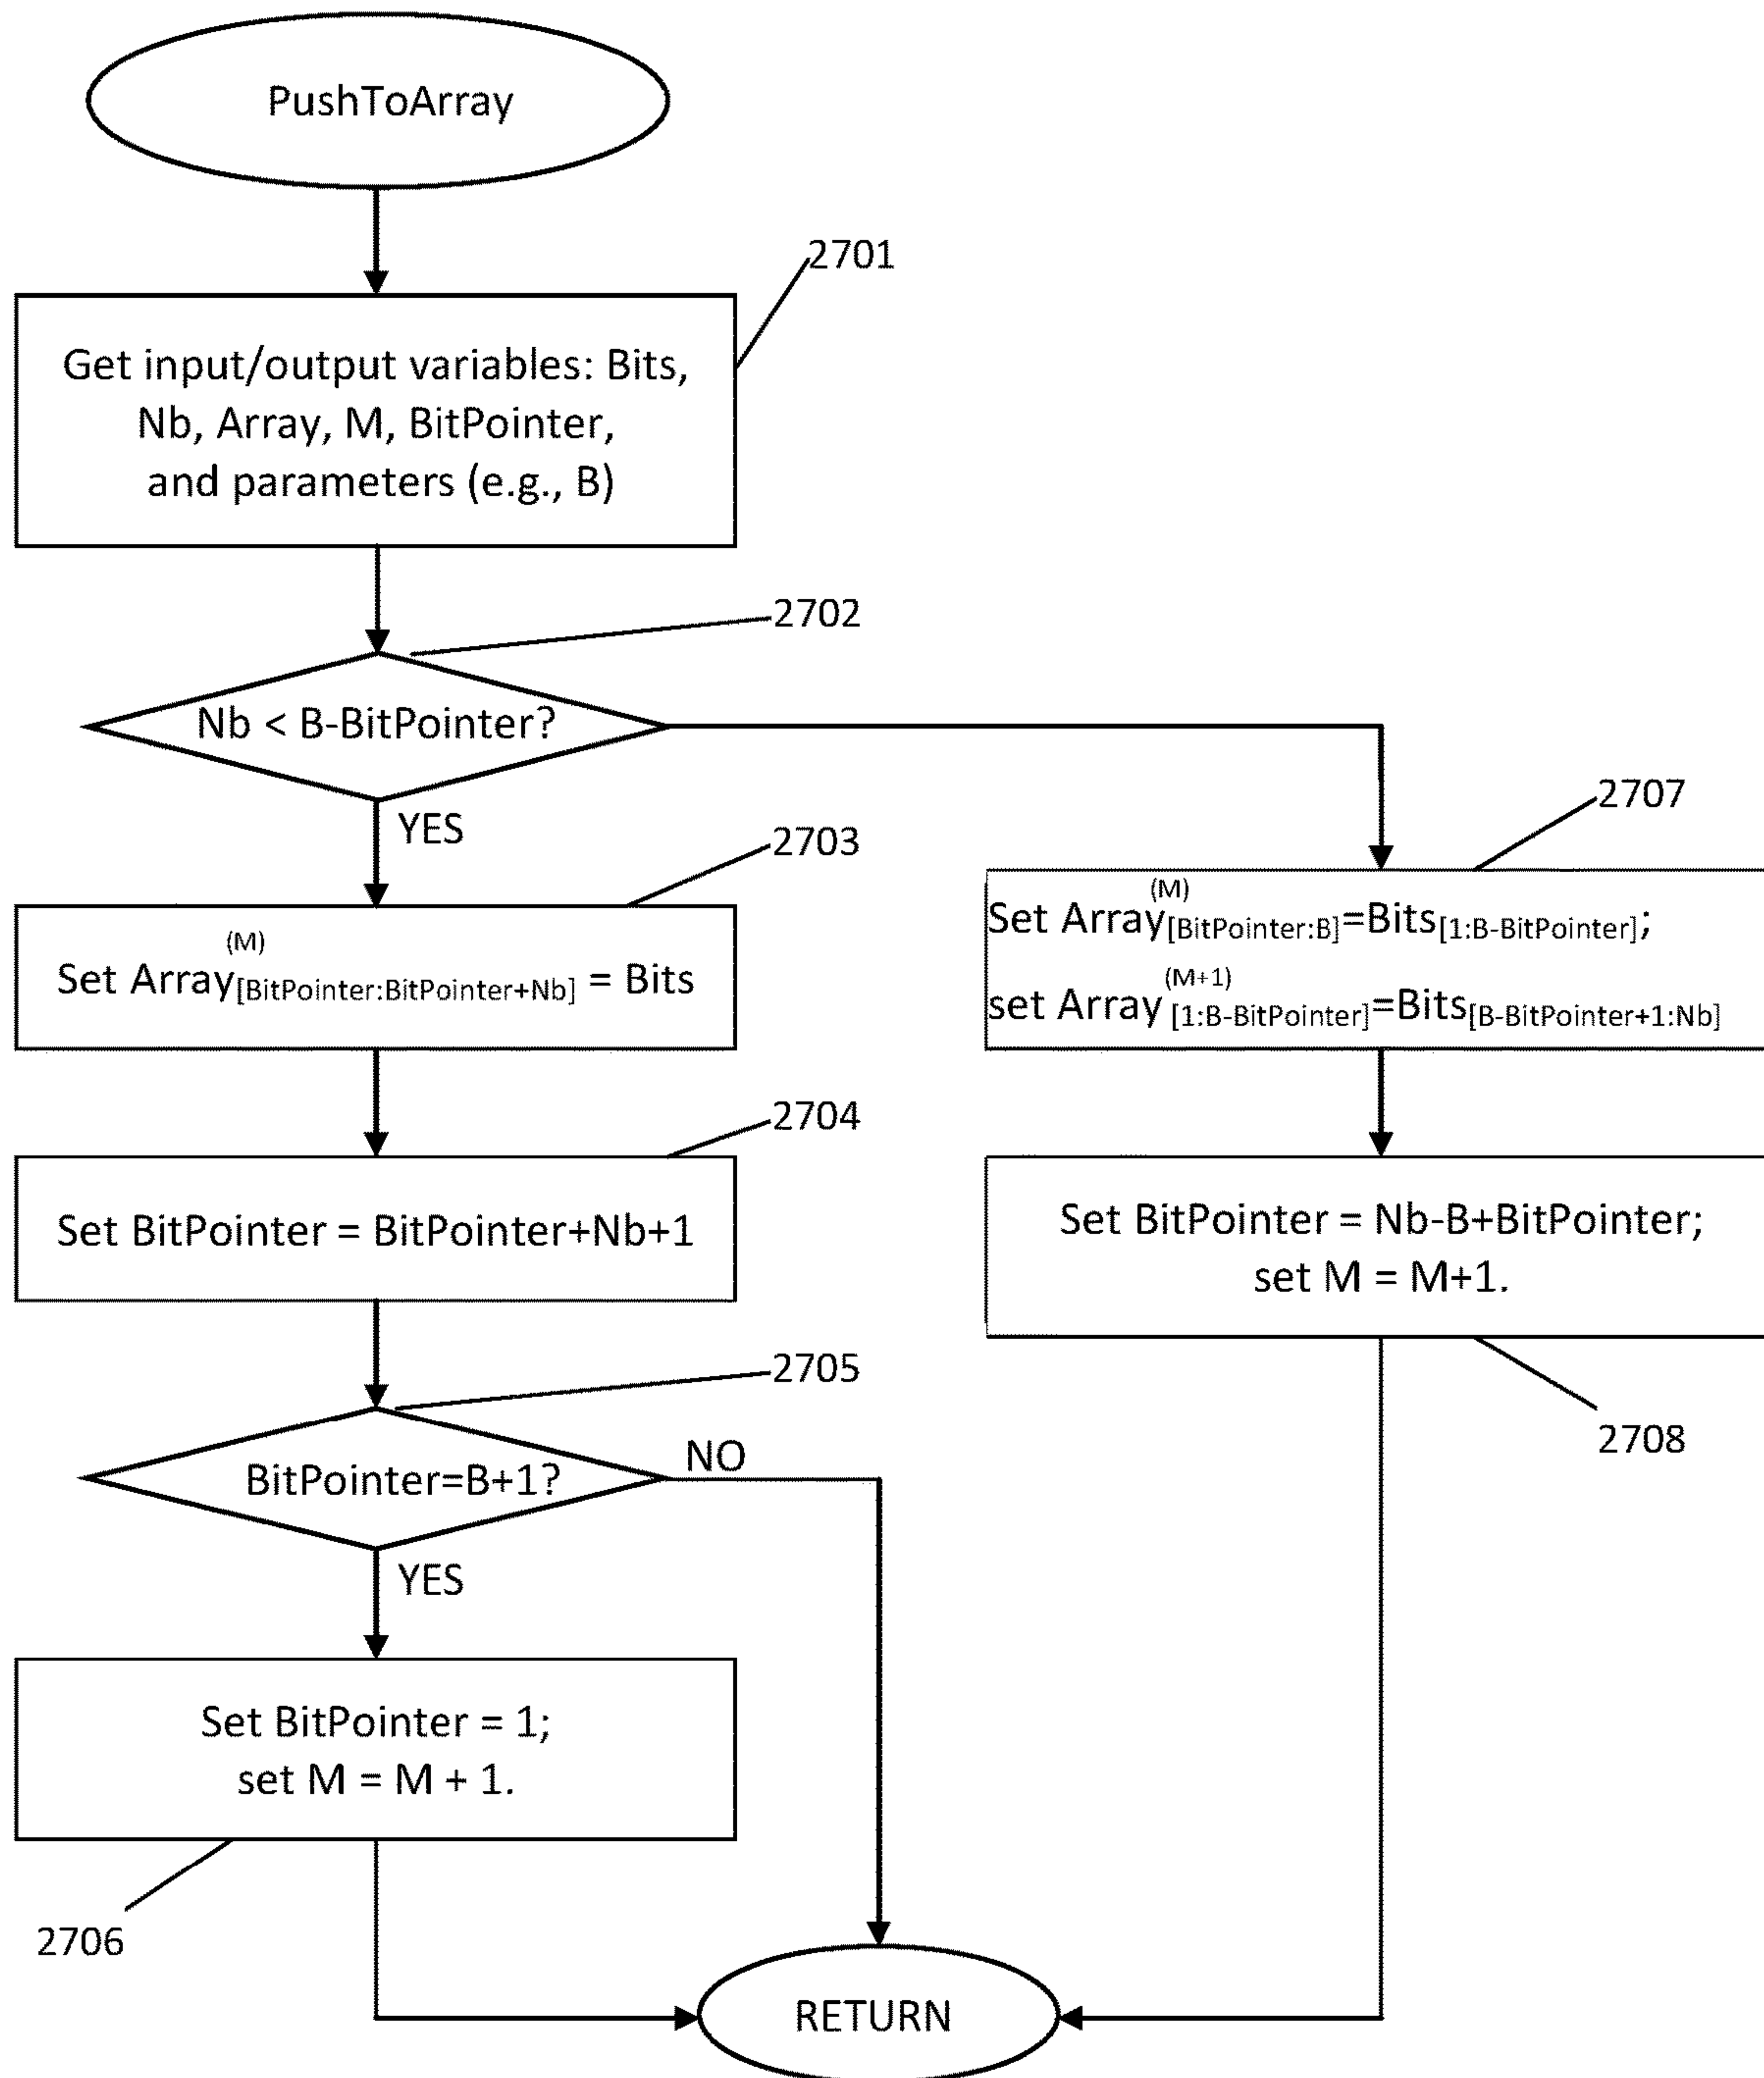 PushToArray
2701
Get input/output variables: Bits,
Nb, Array, M, BitPointer,
and parameters (e.g., B)
2702
Nb < B-BitPointer?
YES
2703
Set Array(M)[BitPointer:BitPointer+Nb] = Bits
2704
Set BitPointer = BitPointer+Nb+1
2705
BitPointer=B+1?
NO
YES
Set BitPointer = 1;
set M = M + 1.
2706
2707
Set Array(M)[BitPointer:B]=Bits[1:B-BitPointer];
set Array(M+1)[1:B-BitPointer]=Bits[B-BitPointer+1:Nb]
Set BitPointer = Nb-B+BitPointer;
set M = M+1.
2708
RETURN